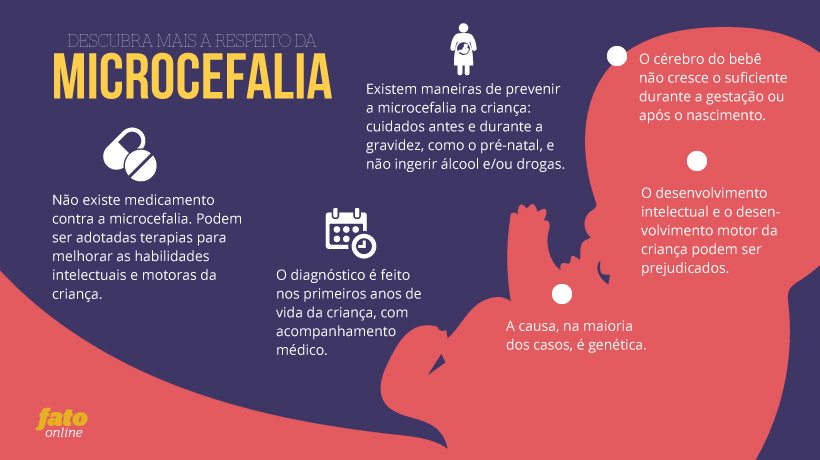 DESCUBRA MAIS A RESPEITO DA
MICROCEFALIA
Não existe medicamento
contra a microcefalia. Podem
ser adotadas terapias para
melhorar as habilidades
intelectuais e motoras da
criança.
Existem maneiras de prevenir
a microcefalia na criança:
cuidados antes e durante a
gravidez, como o pré-natal, e
não ingerir álcool e/ou drogas.
O diagnóstico é feito
nos primeiros anos de
vida da criança, com
acompanhamento
médico.
O cérebro do bebê
não cresce o suficiente
durante a gestação ou
após o nascimento.
O desenvolvimento
intelectual e o desen-
volvimento motor da
criança podem ser
prejudicados.
A causa, na maioria
dos casos, é genética.
fato
online